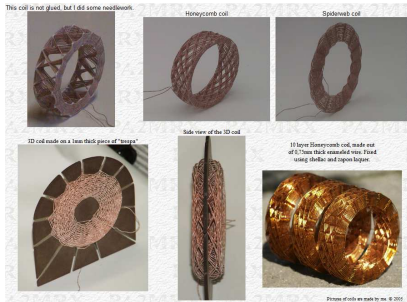 This coil is not glued, but I did some needlework.
Honeycomb coil
Spiderweb coil
3D coil made on a 1mm thick piece of "trespa"
Side view of the 3D coil
10 layer Honeycomb coil, made out
of 0,75mm thick enameled wire. Fixed
using shellac and zapon laquer.
Pictures of coils are made by me. © 2005